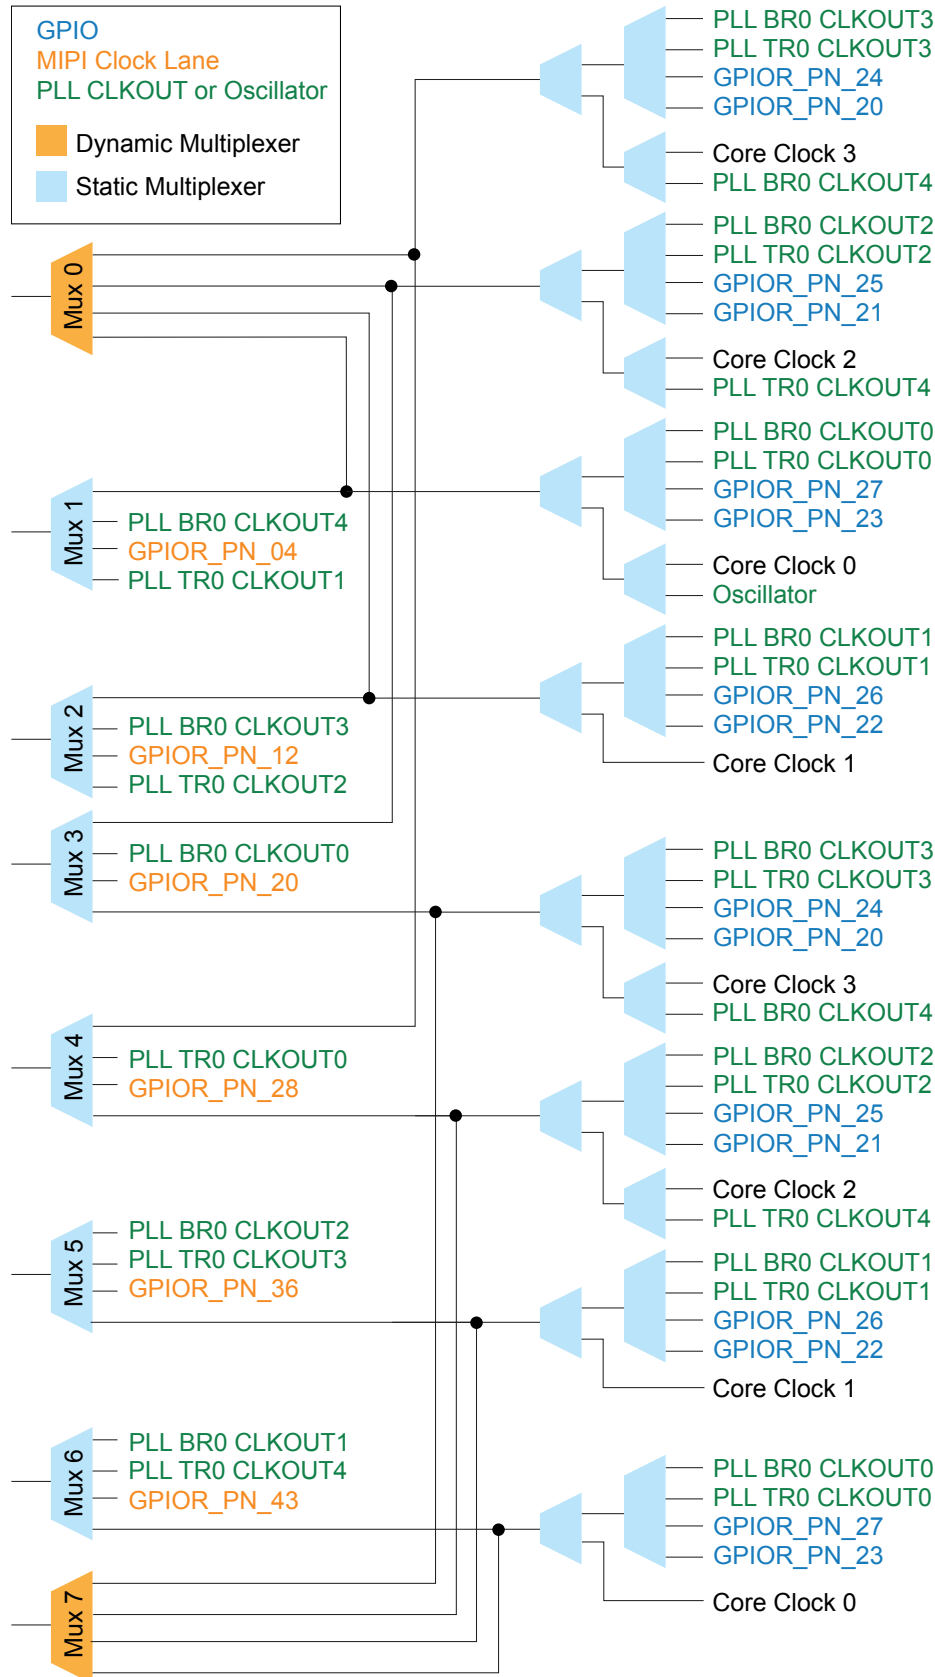 GPIO
MIPI Clock Lane
PLL CLKOUT or Oscillator
Dynamic Multiplexer
Static Multiplexer
PLL BR0 CLKOUT3
PLL TR0 CLKOUT3
GPIOR_PN_24
GPIOR_PN_20
Core Clock 3
PLL BR0 CLKOUT4
Mux 0
PLL BR0 CLKOUT2
PLL TR0 CLKOUT2
GPIOR_PN_25
GPIOR_PN_21
Core Clock 2
PLL TR0 CLKOUT4
Mux 1
PLL BR0 CLKOUT4
GPIOR_PN_04
PLL TR0 CLKOUT1
PLL BR0 CLKOUT0
PLL TR0 CLKOUT0
GPIOR_PN_27
GPIOR_PN_23
Core Clock 0
Oscillator
Mux 2
PLL BR0 CLKOUT3
GPIOR_PN_12
PLL TR0 CLKOUT2
PLL BR0 CLKOUT1
PLL TR0 CLKOUT1
GPIOR_PN_26
GPIOR_PN_22
Core Clock 1
Mux 3
PLL BR0 CLKOUT0
GPIOR_PN_20
PLL BR0 CLKOUT3
PLL TR0 CLKOUT3
GPIOR_PN_24
GPIOR_PN_20
Core Clock 3
PLL BR0 CLKOUT4
Mux 4
PLL TR0 CLKOUT0
GPIOR_PN_28
PLL BR0 CLKOUT2
PLL TR0 CLKOUT2
GPIOR_PN_25
GPIOR_PN_21
Core Clock 2
PLL TR0 CLKOUT4
Mux 5
PLL BR0 CLKOUT2
PLL TR0 CLKOUT3
GPIOR_PN_36
PLL BR0 CLKOUT1
PLL TR0 CLKOUT1
GPIOR_PN_26
GPIOR_PN_22
Core Clock 1
Mux 6
PLL BR0 CLKOUT1
PLL TR0 CLKOUT4
GPIOR_PN_43
PLL BR0 CLKOUT0
PLL TR0 CLKOUT0
GPIOR_PN_27
GPIOR_PN_23
Core Clock 0
Mux 7